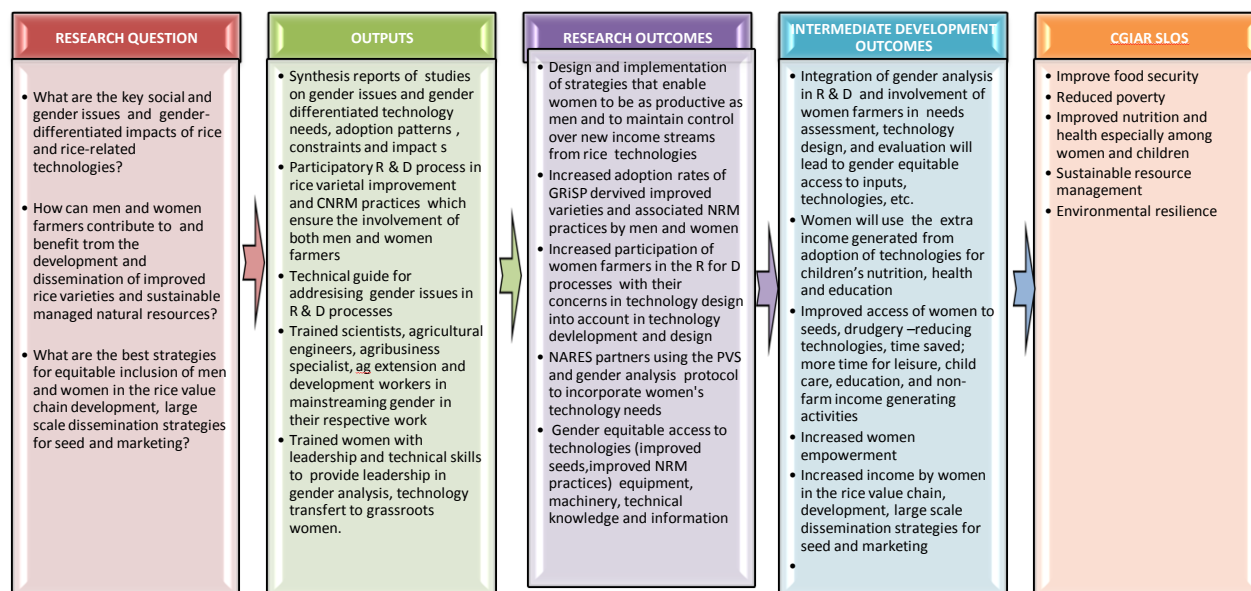 RESEARCH QUESTION
• What are the key social and
gender issues and gender-
differentiated impacts of rice
and rice-related
technologies?
• How can men and women
farmers contribute to and
benefit trom the
development and
dissemination of improved
rice varieties and sustainable
managed natural resources?
• What are the best strategies
for equitable inclusion of men
and women in the rice value
chain development, large
scale dissemination strategies
for seed and marketing?
OUTPUTS
• Synthesis reports of studies
on gender issues and gender
differentiated technology
needs, adoption patterns ,
constraints and impact s
• Participatory R & D process in
rice varietal improvement
and CNRM practices which
ensure the involvement of
both men and women
farmers
• Technical guide for
addresising gender issues in
R & D processes
• Trained scientists, agricultural
engineers, agribusiness
specialist, ag extension and
development workers in
mainstreaming gender in
their respective work
• Trained women with
leadership and technical skills
to provide leadership in
gender analysis, technology
transfert to grassroots
women.
RESEARCH OUTCOMES
• Design and implementation
of strategies that enable
women to be as productive as
men and to maintain control
over new income streams
from rice technologies
• Increased adoption rates of
GRiSP dervived improved
varieties and associated NRM
practices by men and women
• Increased participation of
women farmers in the R for D
processes with their
concerns in technology design
into account in technology
devlelopment and design
• NARES partners using the PVS
and gender analysis protocol
to incorporate women's
technology needs
• Gender equitable access to
technologies (improved
seeds,improved NRM
practices) equipment,
machinery, technical
knowledge and information
INTERMEDIATE DEVELOPMENT
OUTCOMES
• Integration of gender analysis
in R & D and involvement of
women farmers in needs
assessment, technology
design, and evaluation will
lead to gender equitable
access to inputs,
technologies, etc.
• Women will use the extra
income generated from
adoption of technologies for
children’s nutrition, health
and education
• Improved access of women to
seeds, drudgery –reducing
technologies, time saved;
more time for leisure, child
care, education, and non-
farm income generating
activities
• Increased women
empowerment
• Increased income by women
in the rice value chain,
development, large scale
dissemination strategies for
seed and marketing
•
CGIAR SLOS
• Improve food security
• Reduced poverty
• Improved nutrition and
health especially among
women and children
• Sustainable resource
management
• Environmental resilience